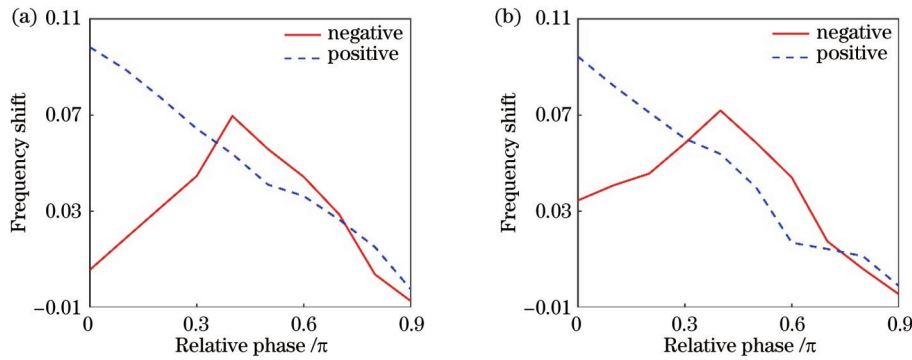 (a)
0.11
0.07
0.03
−0.01
Frequency shift
negative
positive
0
0.3
0.6
0.9
Relative phase /π
(b)
0.11
0.07
0.03
−0.01
Frequency shift
negative
positive
0
0.3
0.6
0.9
Relative phase /π